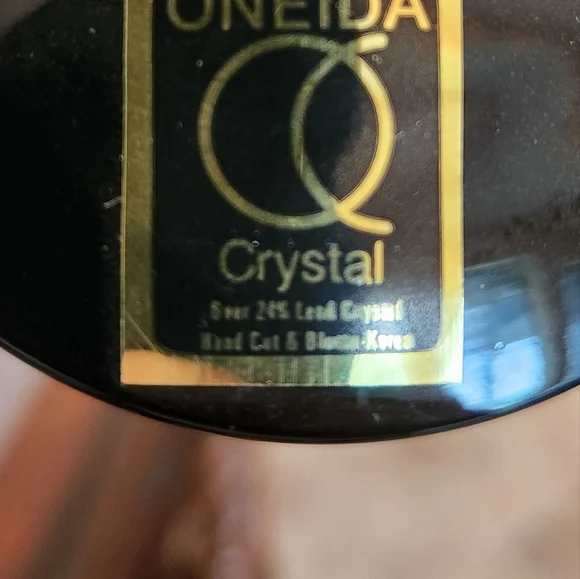 ONEIDA
Crystal
Over 24% Lead Crystal
Hand Cut & Blown-Korea